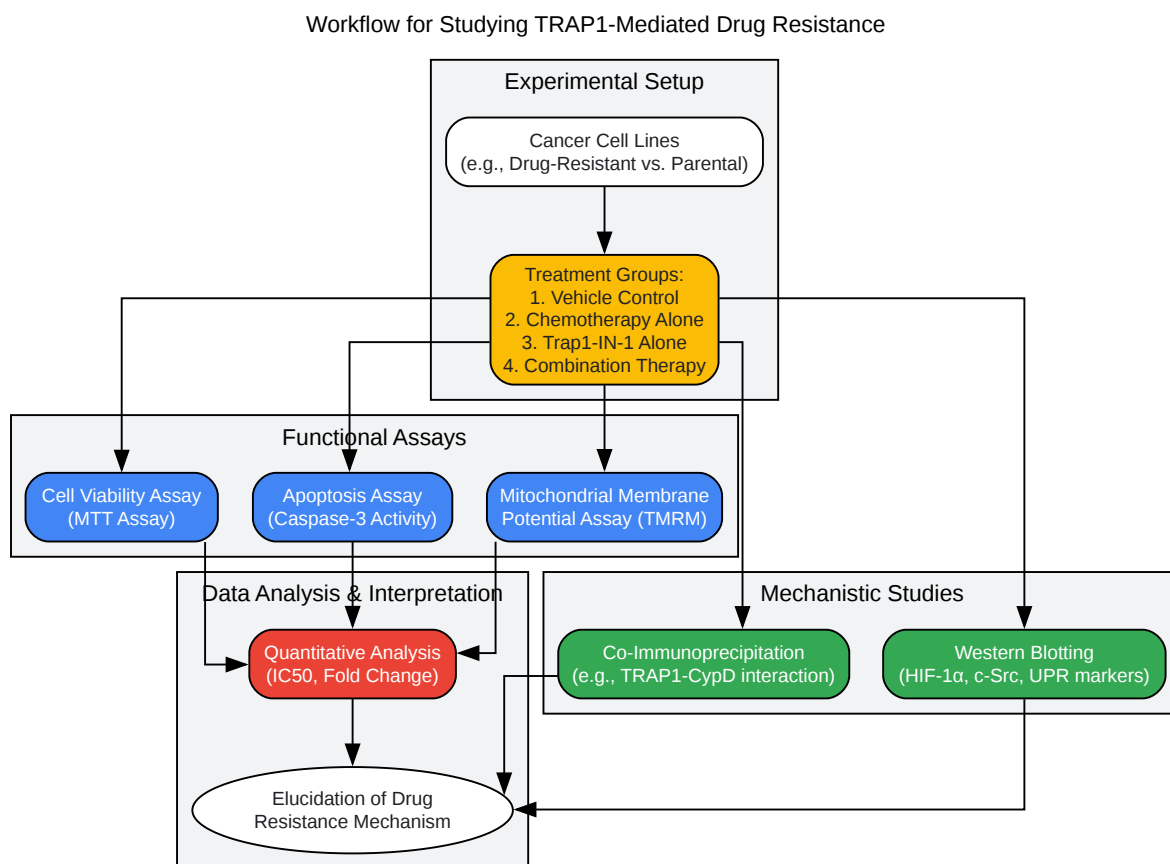 Workflow for Studying TRAP1-Mediated Drug Resistance
Experimental Setup
Cancer Cell Lines
(e.g., Drug-Resistant vs. Parental)
Treatment Groups:
1. Vehicle Control
2. Chemotherapy Alone
3. Trap1-IN-1 Alone
4. Combination Therapy
Functional Assays
Cell Viability Assay
(MTT Assay)
Apoptosis Assay
(Caspase-3 Activity)
Mitochondrial Membrane
Potential Assay (TMRM)
Data Analysis & Interpretation
Quantitative Analysis
(IC50, Fold Change)
Mechanistic Studies
Co-Immunoprecipitation
(e.g., TRAP1-CypD interaction)
Western Blotting
(HIF-1α, c-Src, UPR markers)
Elucidation of Drug
Resistance Mechanism